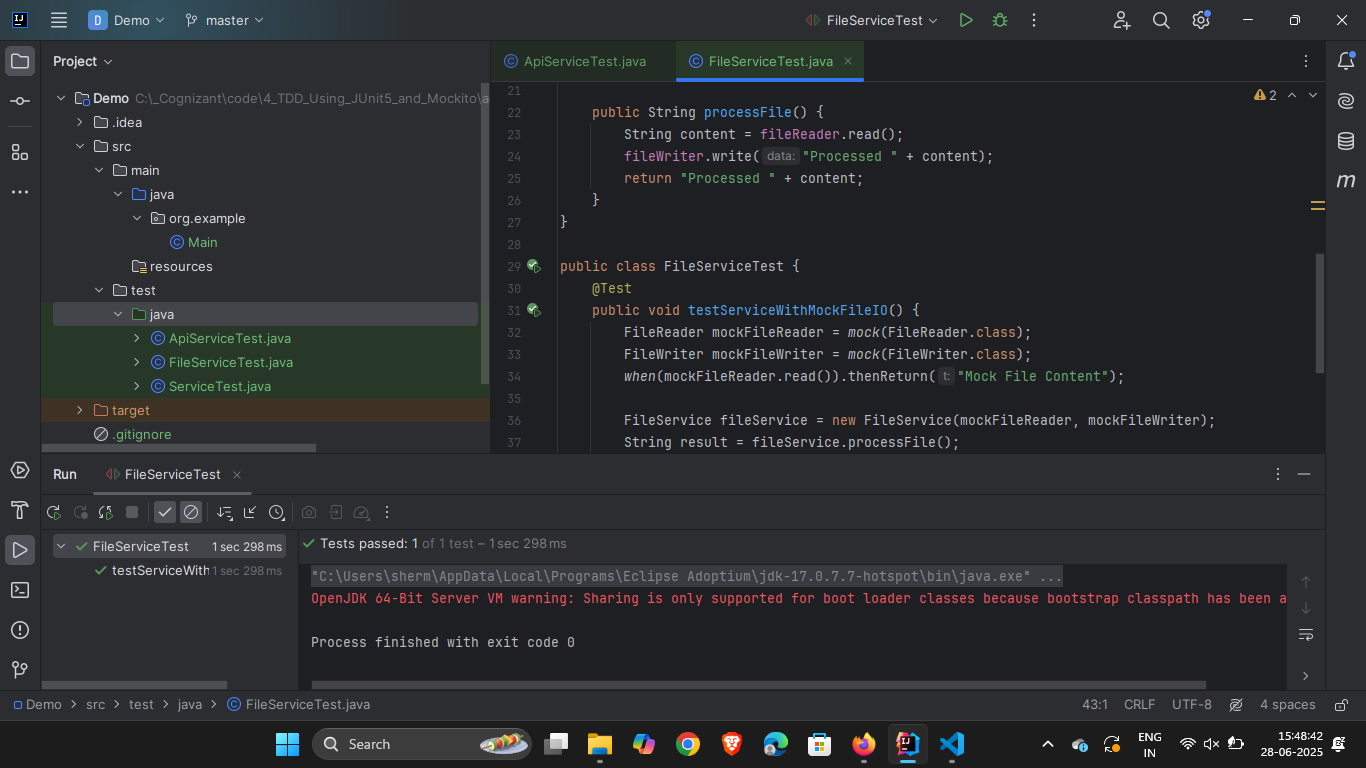 Demo
master
FileServiceTest
Project
ApiServiceTest.java
FileServiceTest.java
Demo C:\_Cognizant\code\4_TDD_Using_JUnit5_and_Mockito\a
.idea
src
main
java
org.example
Main
resources
test
java
ApiServiceTest.java
FileServiceTest.java
ServiceTest.java
target
.gitignore
2
21
22 public String processFile() {
23 String content = fileReader.read();
24 fileWriter.write( data: "Processed " + content);
25 return "Processed " + content;
26 }
27 }
28
29 public class FileServiceTest {
30 @Test
31 public void testServiceWithMockFileIO() {
32 FileReader mockFileReader = mock(FileReader.class);
33 FileWriter mockFileWriter = mock(FileWriter.class);
34 when(mockFileReader.read()).thenReturn( t: "Mock File Content");
35
36 FileService fileService = new FileService(mockFileReader, mockFileWriter);
37 String result = fileService.processFile();
m
Run FileServiceTest
FileServiceTest 1 sec 298 ms
testServiceWith 1 sec 298 ms
Tests passed: 1 of 1 test – 1 sec 298 ms
"C:\Users\sherm\AppData\Local\Programs\Eclipse Adoptium\jdk-17.0.7.7-hotspot\bin\java.exe" ...
OpenJDK 64-Bit Server VM warning: Sharing is only supported for boot loader classes because bootstrap classpath has been a
Process finished with exit code 0
Demo > src > test > java > FileServiceTest.java
43:1 CRLF UTF-8 4 spaces
Search
ENG
IN
15:48:42
28-06-2025